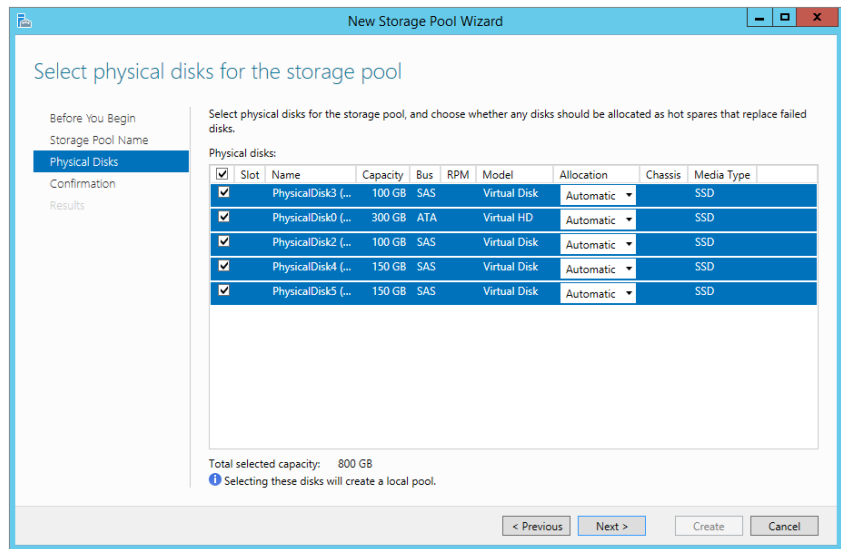 New Storage Pool Wizard
Select physical disks for the storage pool
Before You Begin
Storage Pool Name
Physical Disks
Confirmation
Results
Select physical disks for the storage pool, and choose whether any disks should be allocated as hot spares that replace failed
disks.
Physical disks:
Slot Name Capacity Bus RPM Model Allocation Chassis Media Type
PhysicalDisk3 (... 100 GB SAS Virtual Disk Automatic SSD
PhysicalDisk0 (... 300 GB ATA Virtual HD Automatic SSD
PhysicalDisk2 (... 100 GB SAS Virtual Disk Automatic SSD
PhysicalDisk4 (... 150 GB SAS Virtual Disk Automatic SSD
PhysicalDisk5 (... 150 GB SAS Virtual Disk Automatic SSD
Total selected capacity: 800 GB
Selecting these disks will create a local pool.
< Previous Next > Create Cancel